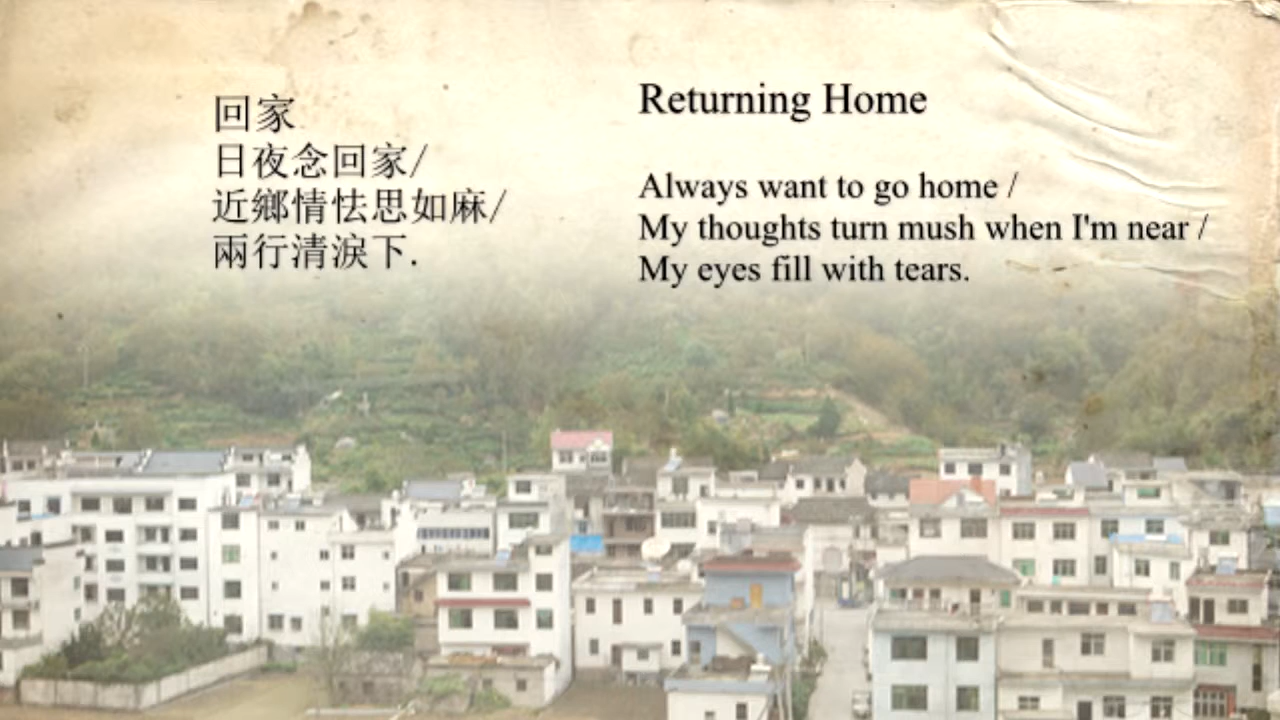 回家
日夜念回家/
近鄉情怯思如麻/
兩行清淚下.
Returning Home
Always want to go home /
My thoughts turn mush when I'm near /
My eyes fill with tears.